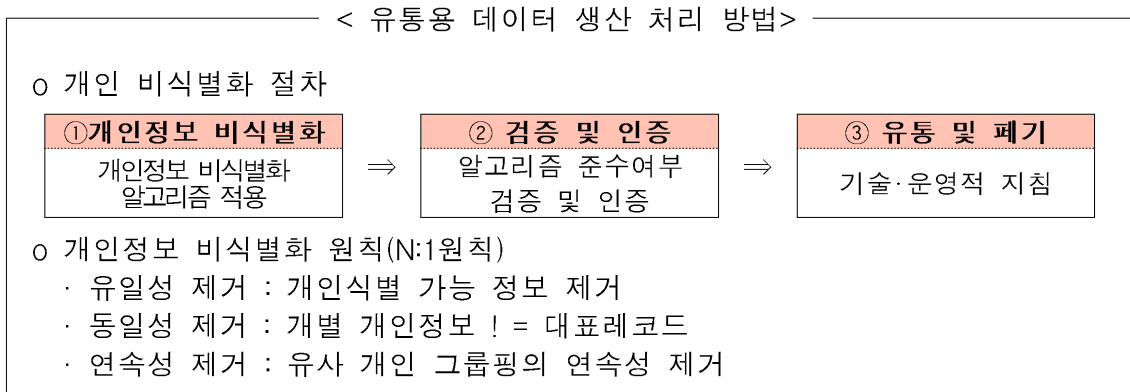 < 유통용 데이터 생산 처리 방법>
o 개인 비식별화 절차
①개인정보 비식별화
개인정보 비식별화
알고리즘 적용
⇒
② 검증 및 인증
알고리즘 준수여부
검증 및 인증
⇒
③ 유통 및 폐기
기술·운영적 지침
o 개인정보 비식별화 원칙(N:1원칙)
· 유일성 제거 : 개인식별 가능 정보 제거
· 동일성 제거 : 개별 개인정보 ! = 대표레코드
· 연속성 제거 : 유사 개인 그룹핑의 연속성 제거